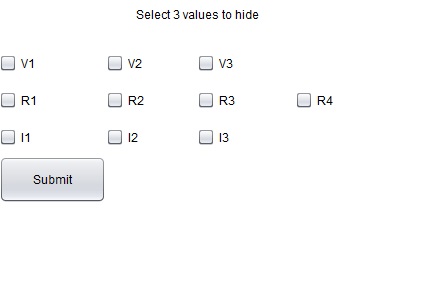 Select 3 values to hide
V1 V2 V3
R1 R2 R3 R4
I1 I2 I3
Submit